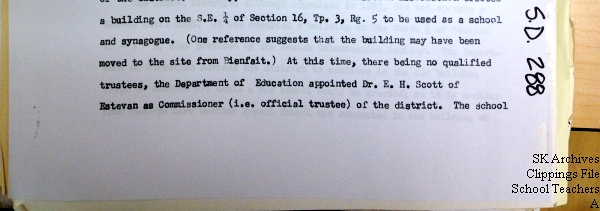 a building on the S.E. ¼ of Section 16, Tp. 3, Rg. 5 to be used as a school
and synagogue. (One reference suggests that the building may have been
moved to the site from Bienfait.) At this time, there being no qualified
trustees, the Department of Education appointed Dr. E. H. Scott of
Estevan as Commissioner (i.e. official trustee) of the district. The school
S.D. 288
SK Archives
Clippings File
School Teachers
A